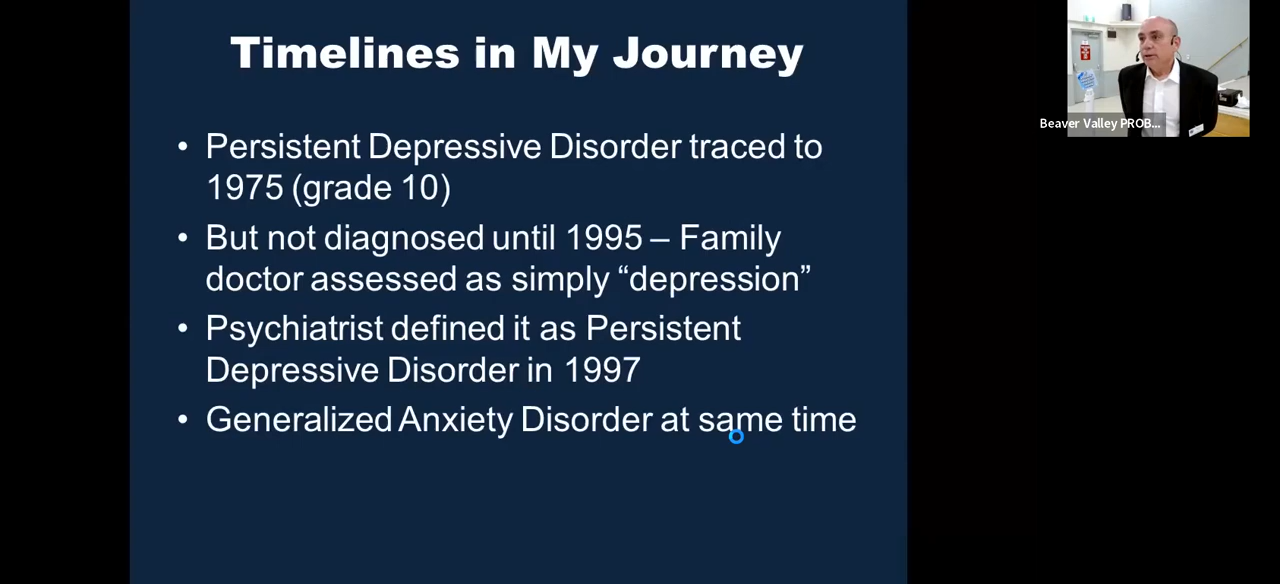 Timelines in My Journey
• Persistent Depressive Disorder traced to
1975 (grade 10)
• But not diagnosed until 1995 – Family
doctor assessed as simply “depression”
• Psychiatrist defined it as Persistent
Depressive Disorder in 1997
• Generalized Anxiety Disorder at same time
Beaver Valley PROB...